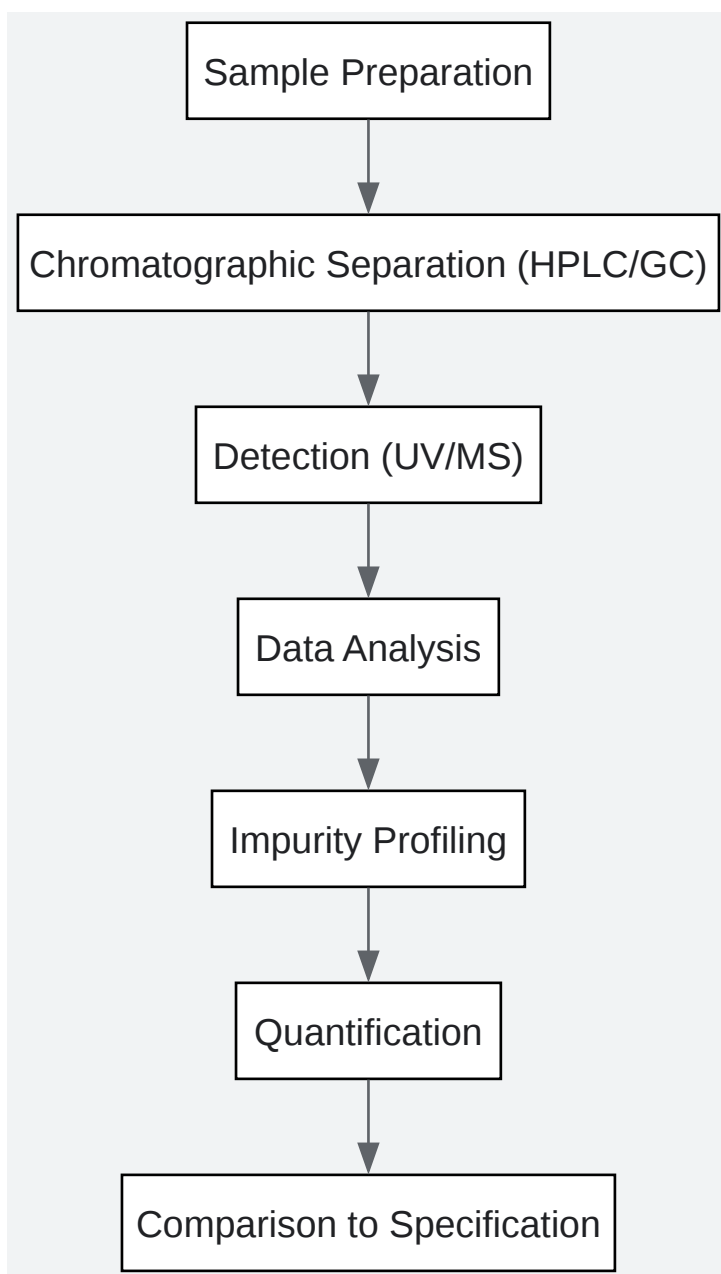 Sample Preparation
Chromatographic Separation (HPLC/GC)
Detection (UV/MS)
Data Analysis
Impurity Profiling
Quantification
Comparison to Specification